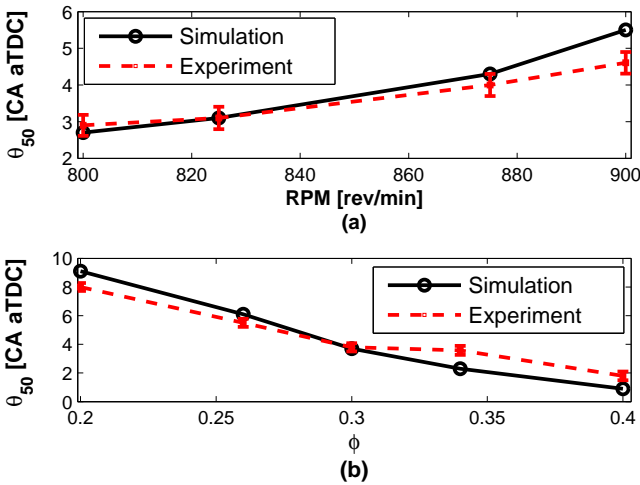 6
5
4
3
2
θ50 [CA aTDC]
Simulation
Experiment
800 820 840 860 880 900
RPM [rev/min]
(a)
10
8
6
4
2
0
θ50 [CA aTDC]
Simulation
Experiment
0.2 0.25 0.3 0.35 0.4
ϕ
(b)